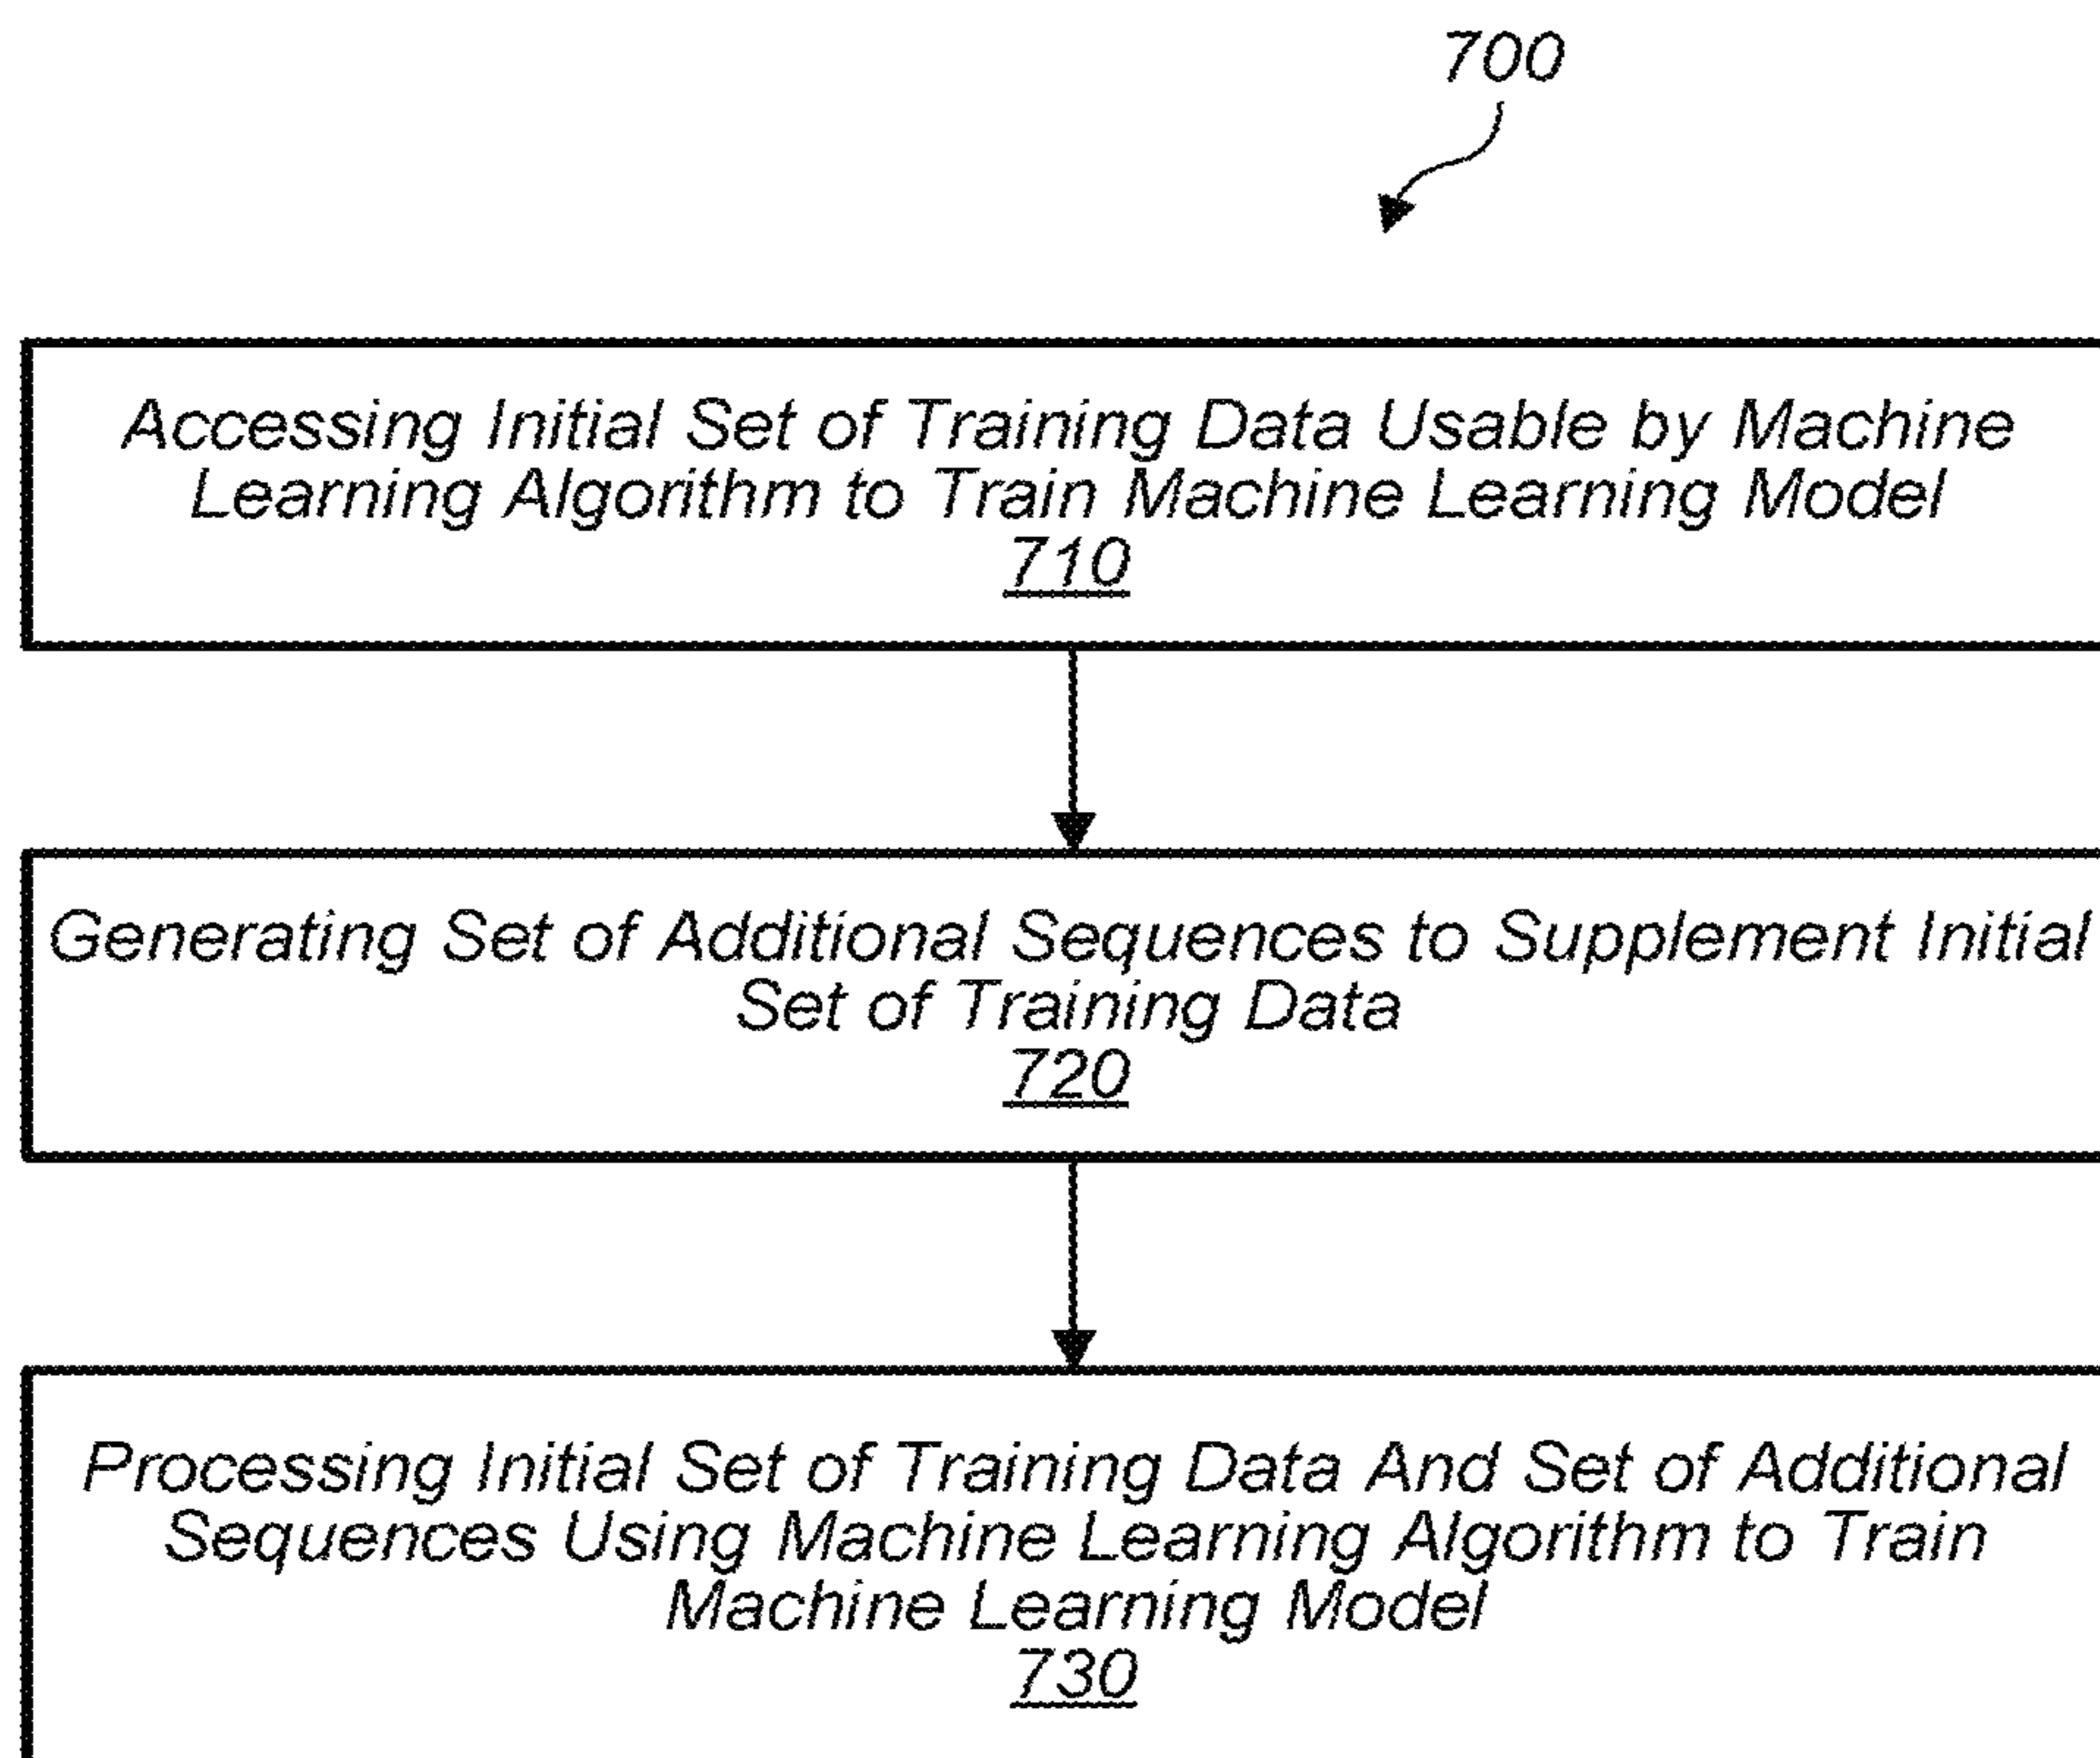 700
Accessing Initial Set of Training Data Usable by Machine
Learning Algorithm to Train Machine Learning Model
710
Generating Set of Additional Sequences to Supplement Initial
Set of Training Data
720
Processing Initial Set of Training Data And Set of Additional
Sequences Using Machine Learning Algorithm to Train
Machine Learning Model
730